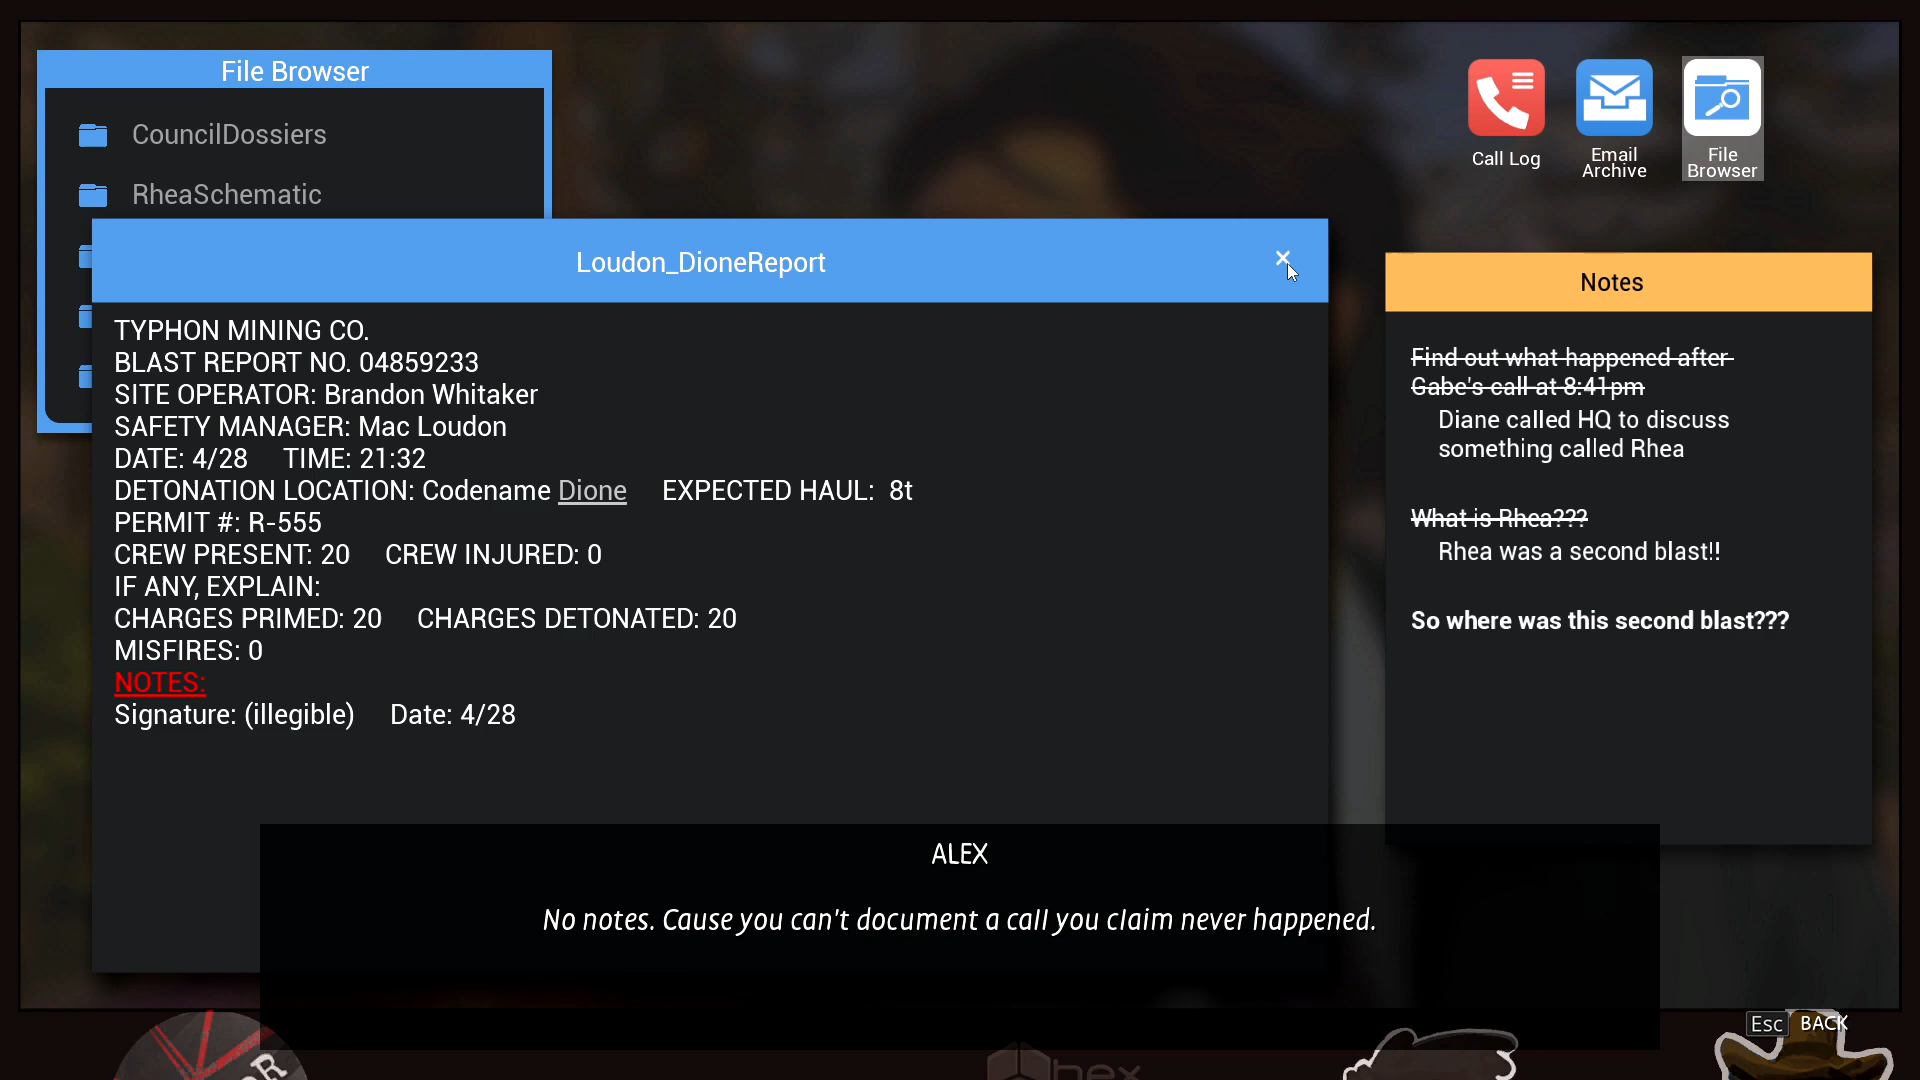 File Browser
CouncilDossiers
RheaSchematic
Call Log
Email
Archive
File
Browser
Loudon_DioneReport
TYPHON MINING CO.
BLAST REPORT NO. 04859233
SITE OPERATOR: Brandon Whitaker
SAFETY MANAGER: Mac Loudon
DATE: 4/28 TIME: 21:32
DETONATION LOCATION: Codename Dione EXPECTED HAUL: 8t
PERMIT #: R-555
CREW PRESENT: 20 CREW INJURED: 0
IF ANY, EXPLAIN:
CHARGES PRIMED: 20 CHARGES DETONATED: 20
MISFIRES: 0
NOTES:
Signature: (illegible) Date: 4/28
Notes
Find out what happened after
Gabe's call at 8:41pm
Diane called HQ to discuss
something called Rhea
What is Rhea???
Rhea was a second blast!!
So where was this second blast???
ALEX
No notes. Cause you can't document a call you claim never happened.
Esc BACK
hex